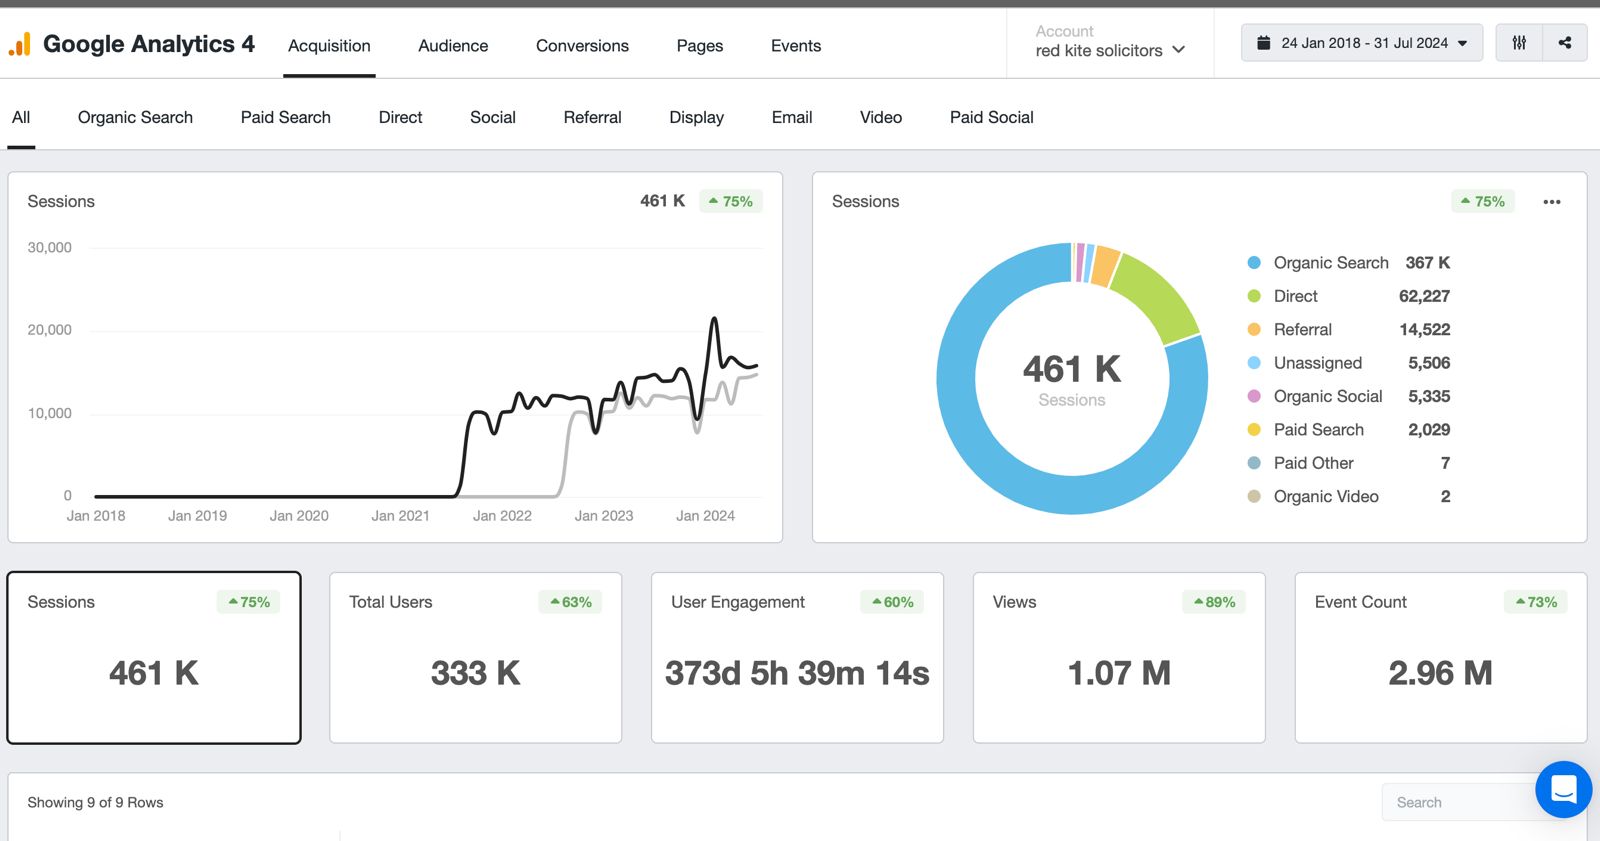 Google Analytics 4
Acquisition
Audience
Conversions
Pages
Events
Account
red kite solicitors
24 Jan 2018 - 31 Jul 2024
All
Organic Search
Paid Search
Direct
Social
Referral
Display
Email
Video
Paid Social
Sessions
461 K
75%
30,000
20,000
10,000
0
Jan 2018
Jan 2019
Jan 2020
Jan 2021
Jan 2022
Jan 2023
Jan 2024
Sessions
75%
461 K
Sessions
Organic Search 367 K
Direct 62,227
Referral 14,522
Unassigned 5,506
Organic Social 5,335
Paid Search 2,029
Paid Other 7
Organic Video 2
Sessions
75%
461 K
Total Users
63%
333 K
User Engagement
60%
373d 5h 39m 14s
Views
89%
1.07 M
Event Count
73%
2.96 M
Showing 9 of 9 Rows
Search